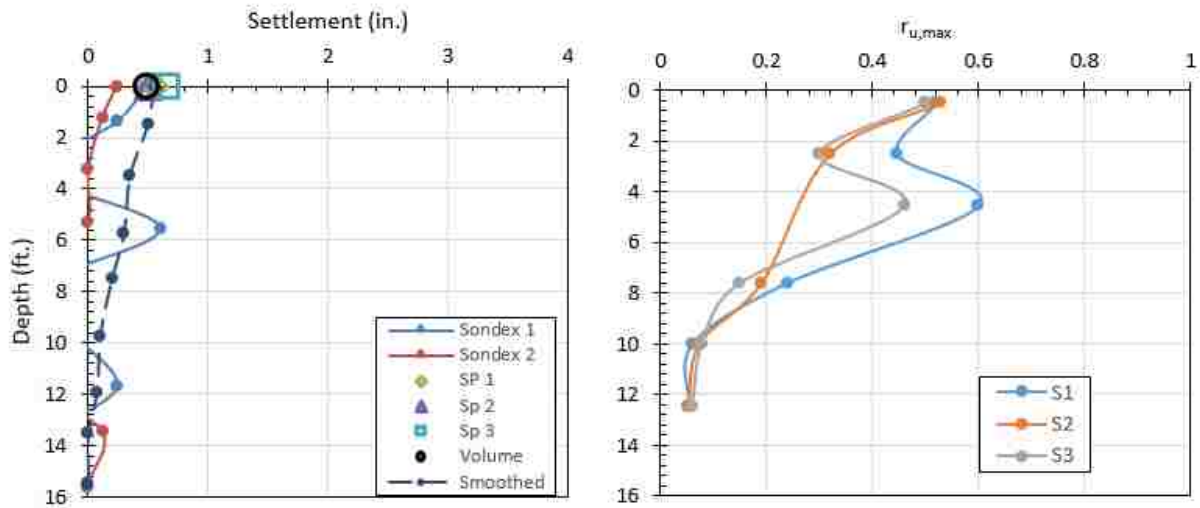 Settlement (in.)
0 1 2 3 4
0
2
4
6
8
10
12
14
16
Depth (ft.)
Sondex 1
Sondex 2
SP 1
Sp 2
Sp 3
Volume
Smoothed
ru,max
0 0.2 0.4 0.6 0.8 1
0
2
4
6
8
10
12
14
16
S1
S2
S3